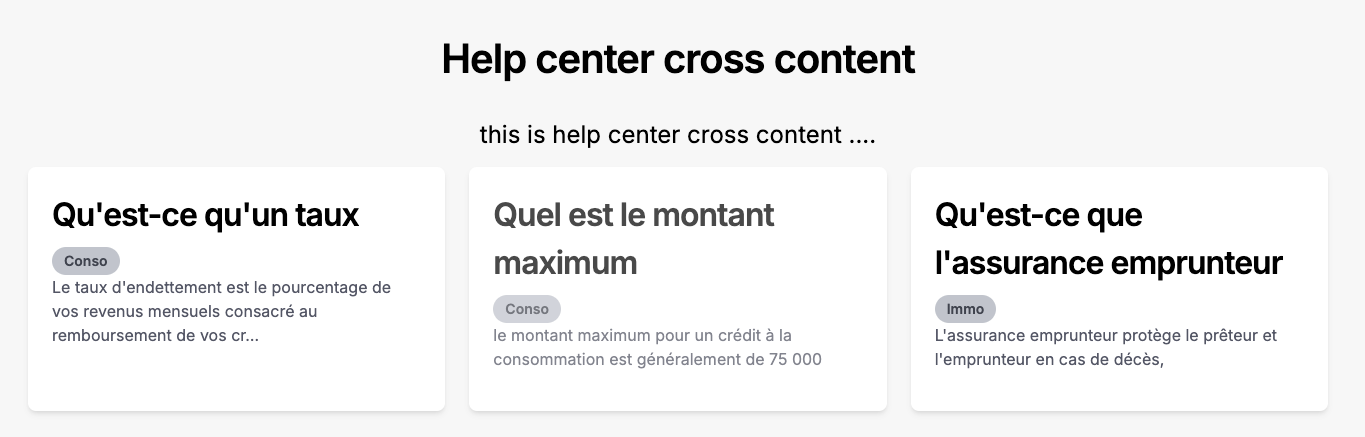 Help center cross content
this is help center cross content ....
Qu'est-ce qu'un taux
Conso
Le taux d'endettement est le pourcentage de
vos revenus mensuels consacré au
remboursement de vos cr...
Quel est le montant
maximum
Conso
le montant maximum pour un crédit à la
consommation est généralement de 75 000
Qu'est-ce que
l'assurance emprunteur
Immo
L'assurance emprunteur protège le prêteur et
l'emprunteur en cas de décès,